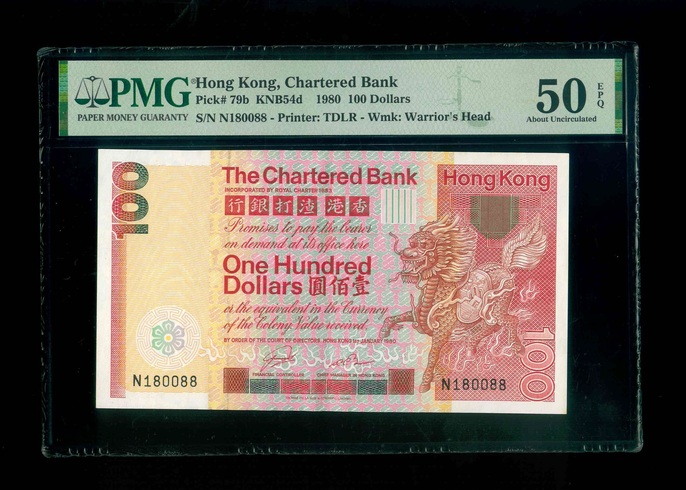 PMG
PAPER MONEY GUARANTY
Hong Kong, Chartered Bank
Pick# 79b KNB54d 1980 100 Dollars
S/N N180088 - Printer: TDLR - Wmk: Warrior's Head
50 EPQ
About Uncirculated
100
The Chartered Bank
INCORPORATED BY ROYAL CHARTER 1853
行銀打渣港香
Promises to pay the bearer
on demand at its office here
One Hundred
Dollars 圓佰壹
or the equivalent in the Currency
of the Colony Value received
BY ORDER OF THE COURT OF DIRECTORS, HONG KONG 1st JANUARY 1980
FINANCIAL CONTROLLER CHIEF MANAGER IN HONG KONG
N180088
Hong Kong
100
N180088